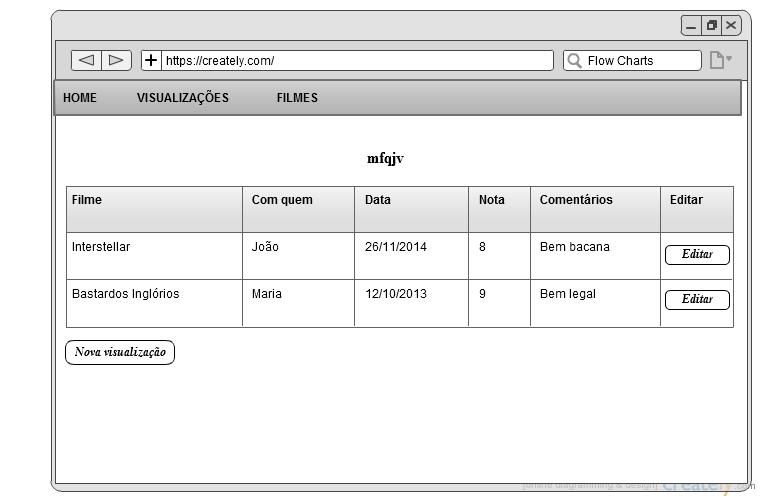 https://creately.com/ Flow Charts
HOME VISUALIZAÇÕES FILMES
mfqjv
Filme Com quem Data Nota Comentários Editar
Interstellar João 26/11/2014 8 Bem bacana Editar
Bastardos Inglórios Maria 12/10/2013 9 Bem legal Editar
Nova visualização
[online diagramming & design] creately.com